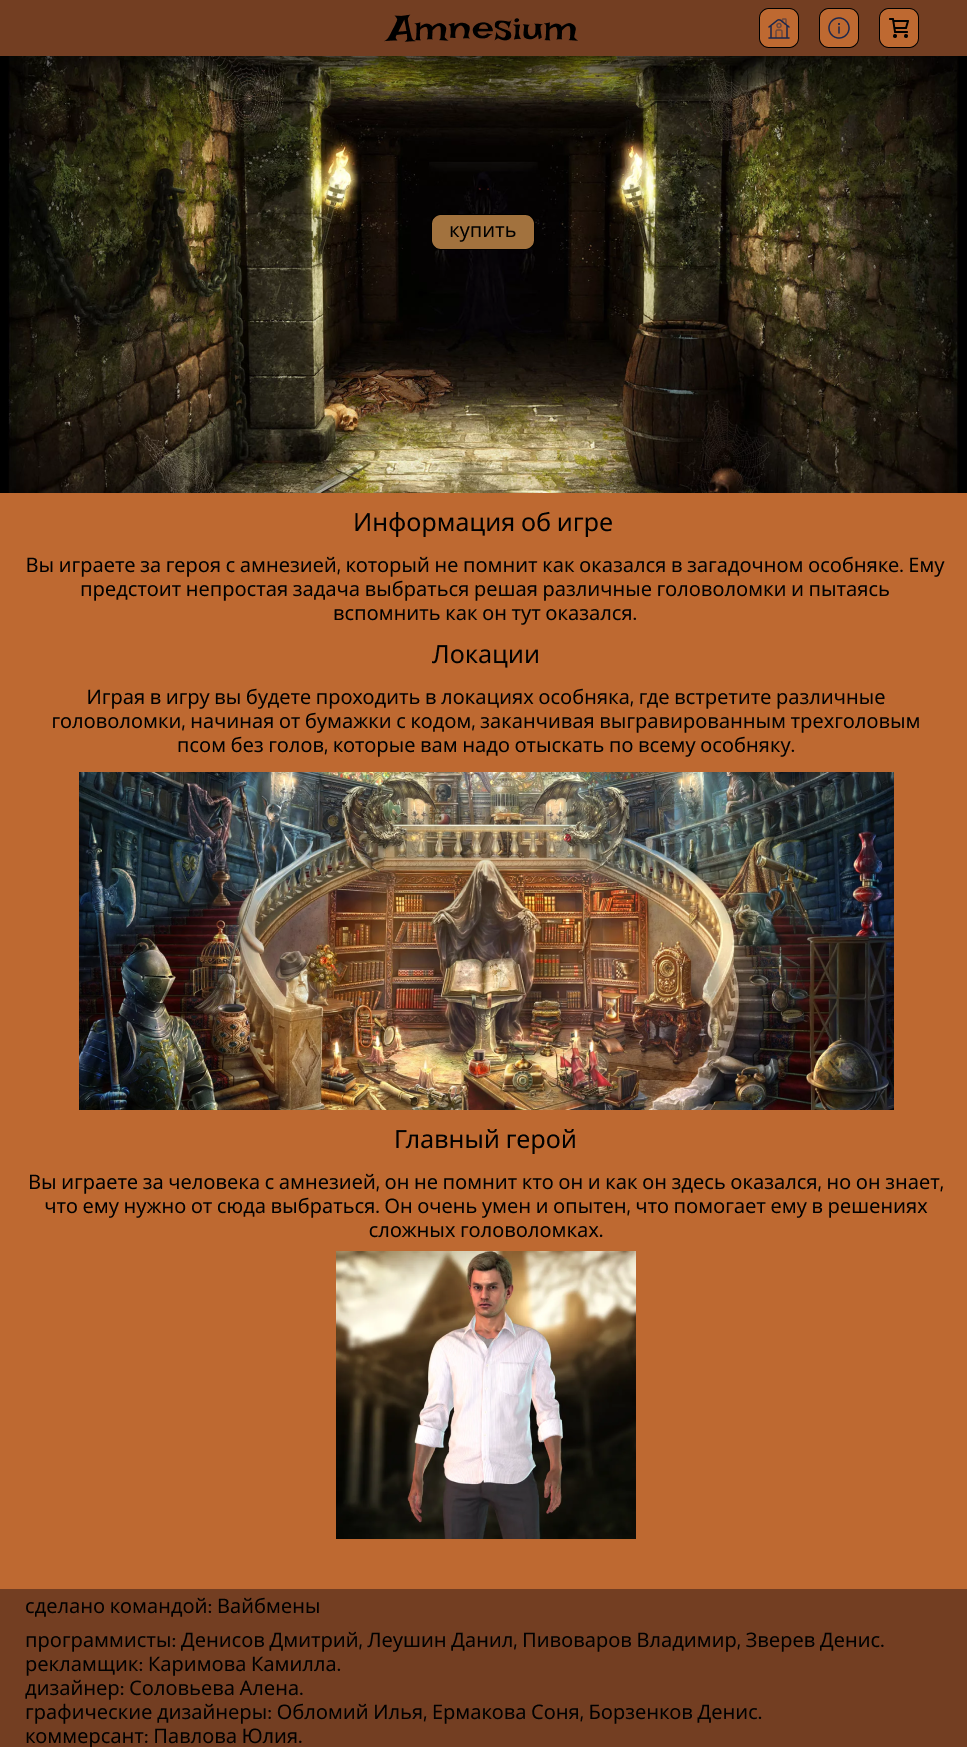 Amnesium
купить
Информация об игре
Вы играете за героя с амнезией, который не помнит как оказался в загадочном особняке. Ему
предстоит непростая задача выбраться решая различные головоломки и пытаясь
вспомнить как он тут оказался.
Локации
Играя в игру вы будете проходить в локациях особняка, где встретите различные
головоломки, начиная от бумажки с кодом, заканчивая выгравированным трехголовым
псом без голов, которые вам надо отыскать по всему особняку.
Главный герой
Вы играете за человека с амнезией, он не помнит кто он и как он здесь оказался, но он знает,
что ему нужно от сюда выбраться. Он очень умен и опытен, что помогает ему в решениях
сложных головоломках.
сделано командой: Вайбмены
программисты: Денисов Дмитрий, Леушин Данил, Пивоваров Владимир, Зверев Денис.
рекламщик: Каримова Камилла.
дизайнер: Соловьева Алена.
графические дизайнеры: Обломий Илья, Ермакова Соня, Борзенков Денис.
коммерсант: Павлова Юлия.